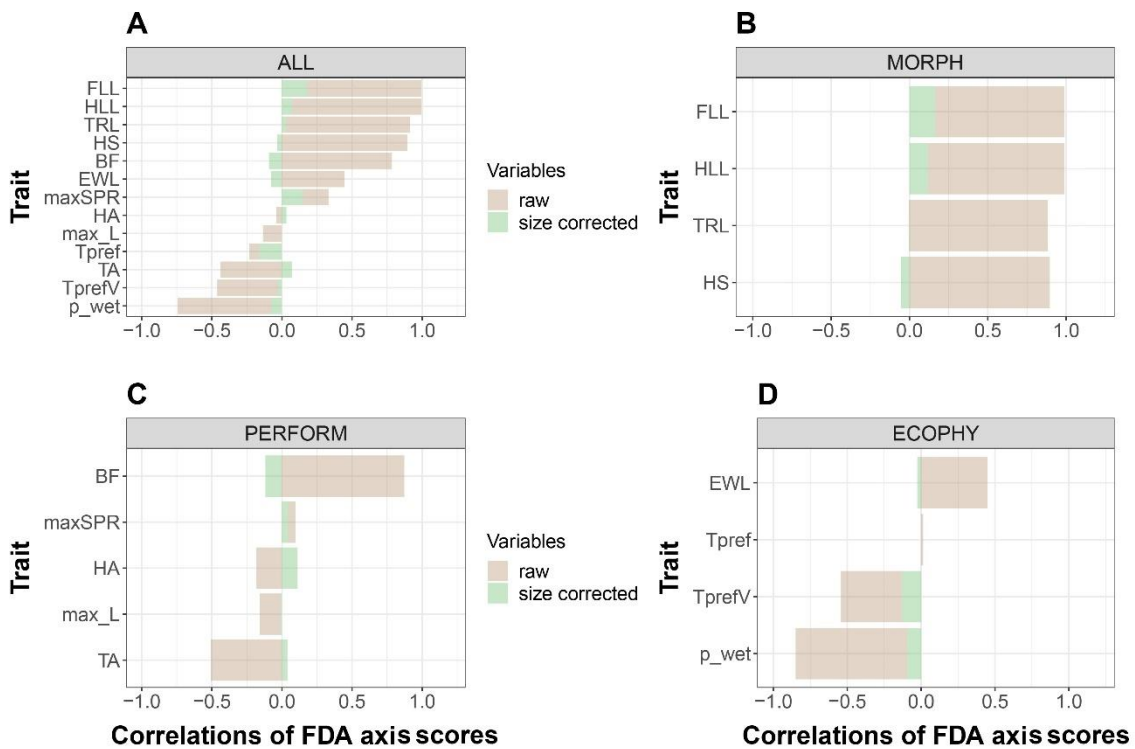 A
ALL
Trait
FLL
HLL
TRL
HS
BF
EWL
maxSPR
HA
max_L
Tpref
TA
TprefV
p_wet
−1.0 −0.5 0.0 0.5 1.0
Variables
raw
size corrected
B
MORPH
Trait
FLL
HLL
TRL
HS
−1.0 −0.5 0.0 0.5 1.0
C
PERFORM
Trait
BF
maxSPR
HA
max_L
TA
−1.0 −0.5 0.0 0.5 1.0
Correlations of FDA axis scores
Variables
raw
size corrected
D
ECOPHY
Trait
EWL
Tpref
TprefV
p_wet
−1.0 −0.5 0.0 0.5 1.0
Correlations of FDA axis scores